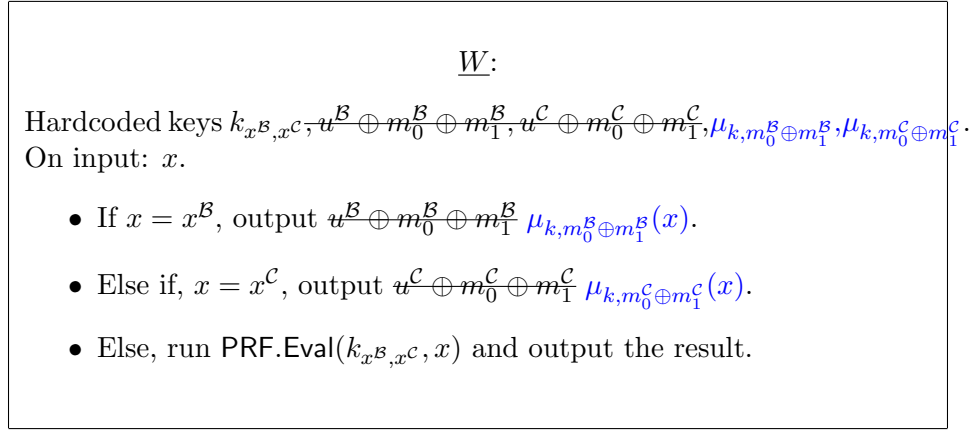 W:
Hardcoded keys k_{x^ℬ,x^𝒞}, ~~u^ℬ ⊕ m_0^ℬ ⊕ m_1^ℬ, u^𝒞 ⊕ m_0^𝒞 ⊕ m_1^𝒞~~, μ_{k,m_0^ℬ⊕m_1^ℬ}, μ_{k,m_0^𝒞⊕m_1^𝒞}.
On input: x.
• If x = x^ℬ, output ~~u^ℬ ⊕ m_0^ℬ ⊕ m_1^ℬ~~ μ_{k,m_0^ℬ⊕m_1^ℬ}(x).
• Else if, x = x^𝒞, output ~~u^𝒞 ⊕ m_0^𝒞 ⊕ m_1^𝒞~~ μ_{k,m_0^𝒞⊕m_1^𝒞}(x).
• Else, run PRF.Eval(k_{x^ℬ,x^𝒞}, x) and output the result.